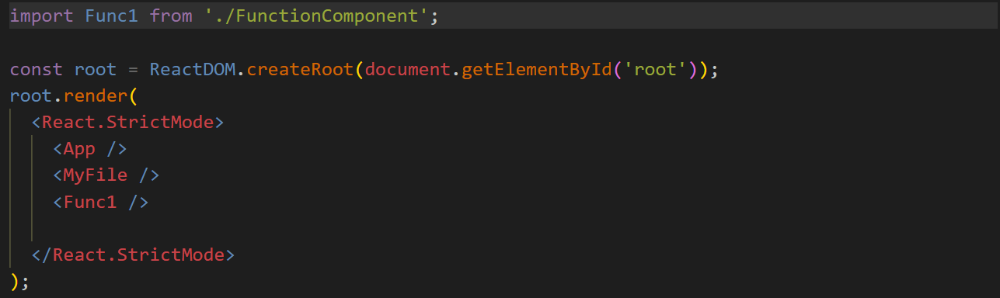 import Func1 from './FunctionComponent';
const root = ReactDOM.createRoot(document.getElementById('root'));
root.render(
<React.StrictMode>
<App />
<MyFile />
<Func1 />
</React.StrictMode>
);